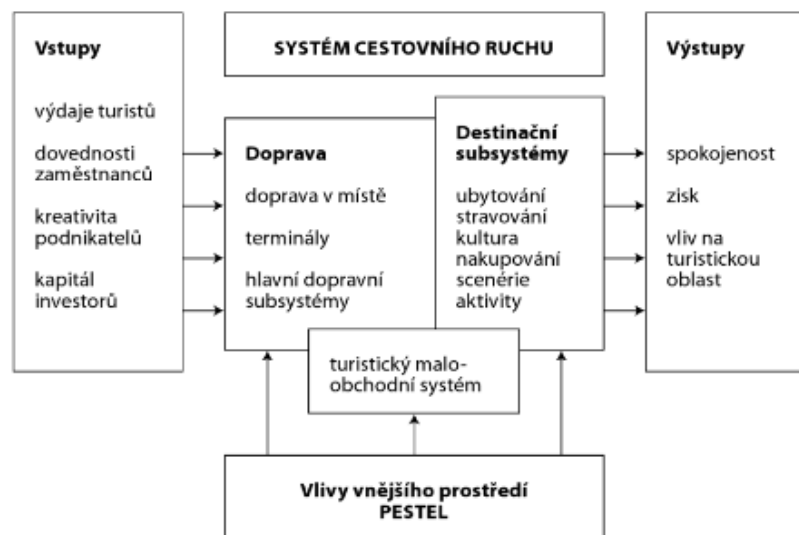 Vstupy
výdaje turistů
dovednosti
zaměstnanců
kreativita
podnikatelů
kapitál
investorů
SYSTÉM CESTOVNÍHO RUCHU
Doprava
doprava v místě
terminály
hlavní dopravní
subsystémy
Destinační
subsystémy
ubytování
stravování
kultura
nakupování
scenérie
aktivity
turistický malo-
obchodní systém
Výstupy
spokojenost
zisk
vliv na
turistickou
oblast
Vlivy vnějšího prostředí
PESTEL